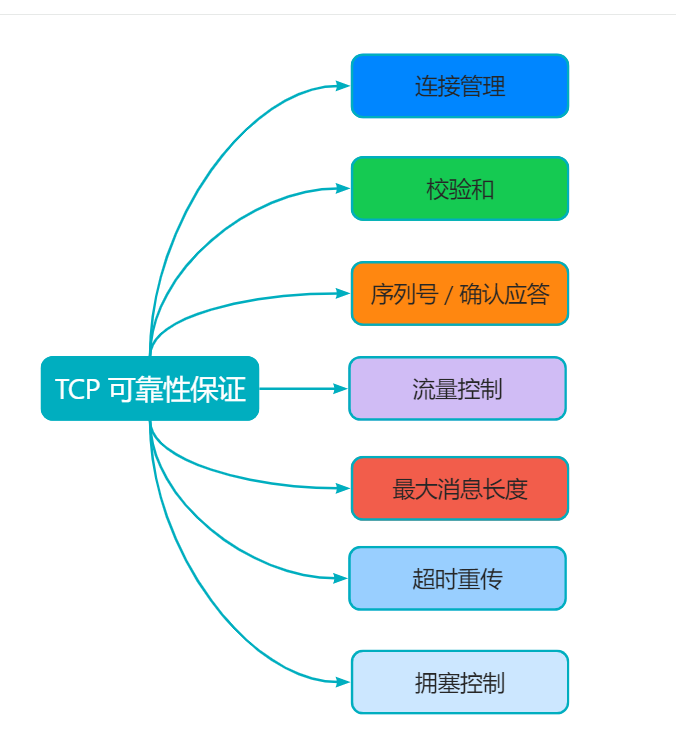 连接管理
校验和
序列号 / 确认应答
TCP 可靠性保证
流量控制
最大消息长度
超时重传
拥塞控制